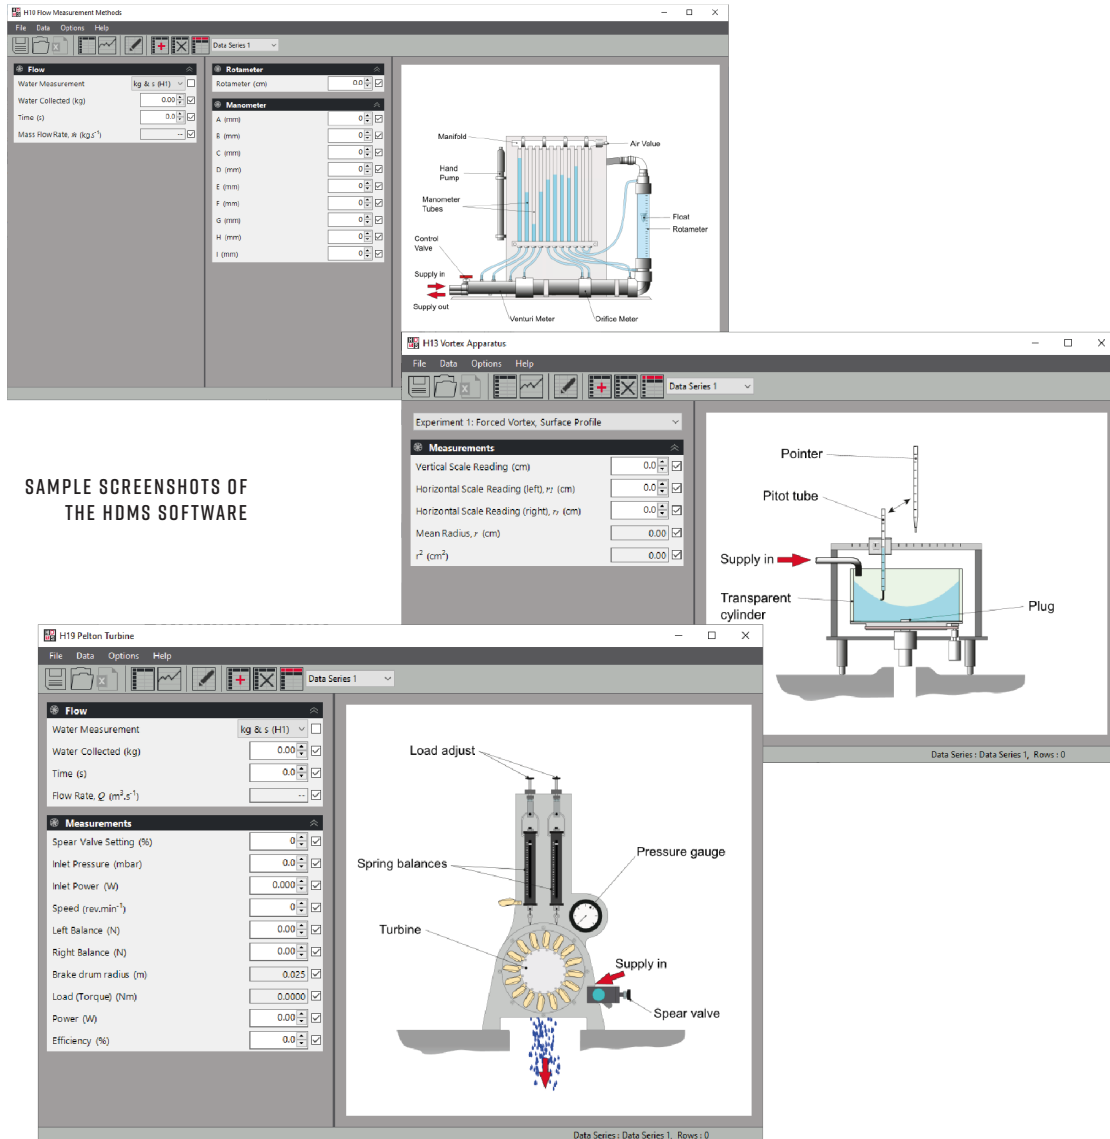 H10 Flow Measurement Methods
File Data Options Help
Data Series 1
Flow
Water Measurement kg & s (H1)
Water Collected (kg) 0.00
Time (s) 0.0
Mass Flow Rate, ṁ (kg.s⁻¹) --
Rotameter
Rotameter (cm) 0.0
Manometer
A (mm) 0
B (mm) 0
C (mm) 0
D (mm) 0
E (mm) 0
F (mm) 0
G (mm) 0
H (mm) 0
I (mm) 0
Manifold
Air Value
Hand
Pump
Manometer
Tubes
Float
Rotameter
Control
Valve
Supply in
Supply out
Venturi Meter
Orifice Meter
SAMPLE SCREENSHOTS OF
THE HDMS SOFTWARE
H13 Vortex Apparatus
File Data Options Help
Data Series 1
Experiment 1: Forced Vortex, Surface Profile
Measurements
Vertical Scale Reading (cm) 0.0
Horizontal Scale Reading (left), r₁ (cm) 0.0
Horizontal Scale Reading (right), r₂ (cm) 0.0
Mean Radius, r (cm) 0.00
r² (cm²) 0.00
Pointer
Pitot tube
Supply in
Transparent
cylinder
Plug
Data Series : Data Series 1, Rows : 0
H19 Pelton Turbine
File Data Options Help
Data Series 1
Flow
Water Measurement kg & s (H1)
Water Collected (kg) 0.00
Time (s) 0.0
Flow Rate, Q (m³.s⁻¹) --
Measurements
Spear Valve Setting (%) 0
Inlet Pressure (mbar) 0.0
Inlet Power (W) 0.000
Speed (rev.min⁻¹) 0
Left Balance (N) 0.00
Right Balance (N) 0.00
Brake drum radius (m) 0.025
Load (Torque) (Nm) 0.0000
Power (W) 0.00
Efficiency (%) 0.0
Load adjust
Spring balances
Pressure gauge
Turbine
Supply in
Spear valve
Data Series : Data Series 1, Rows : 0